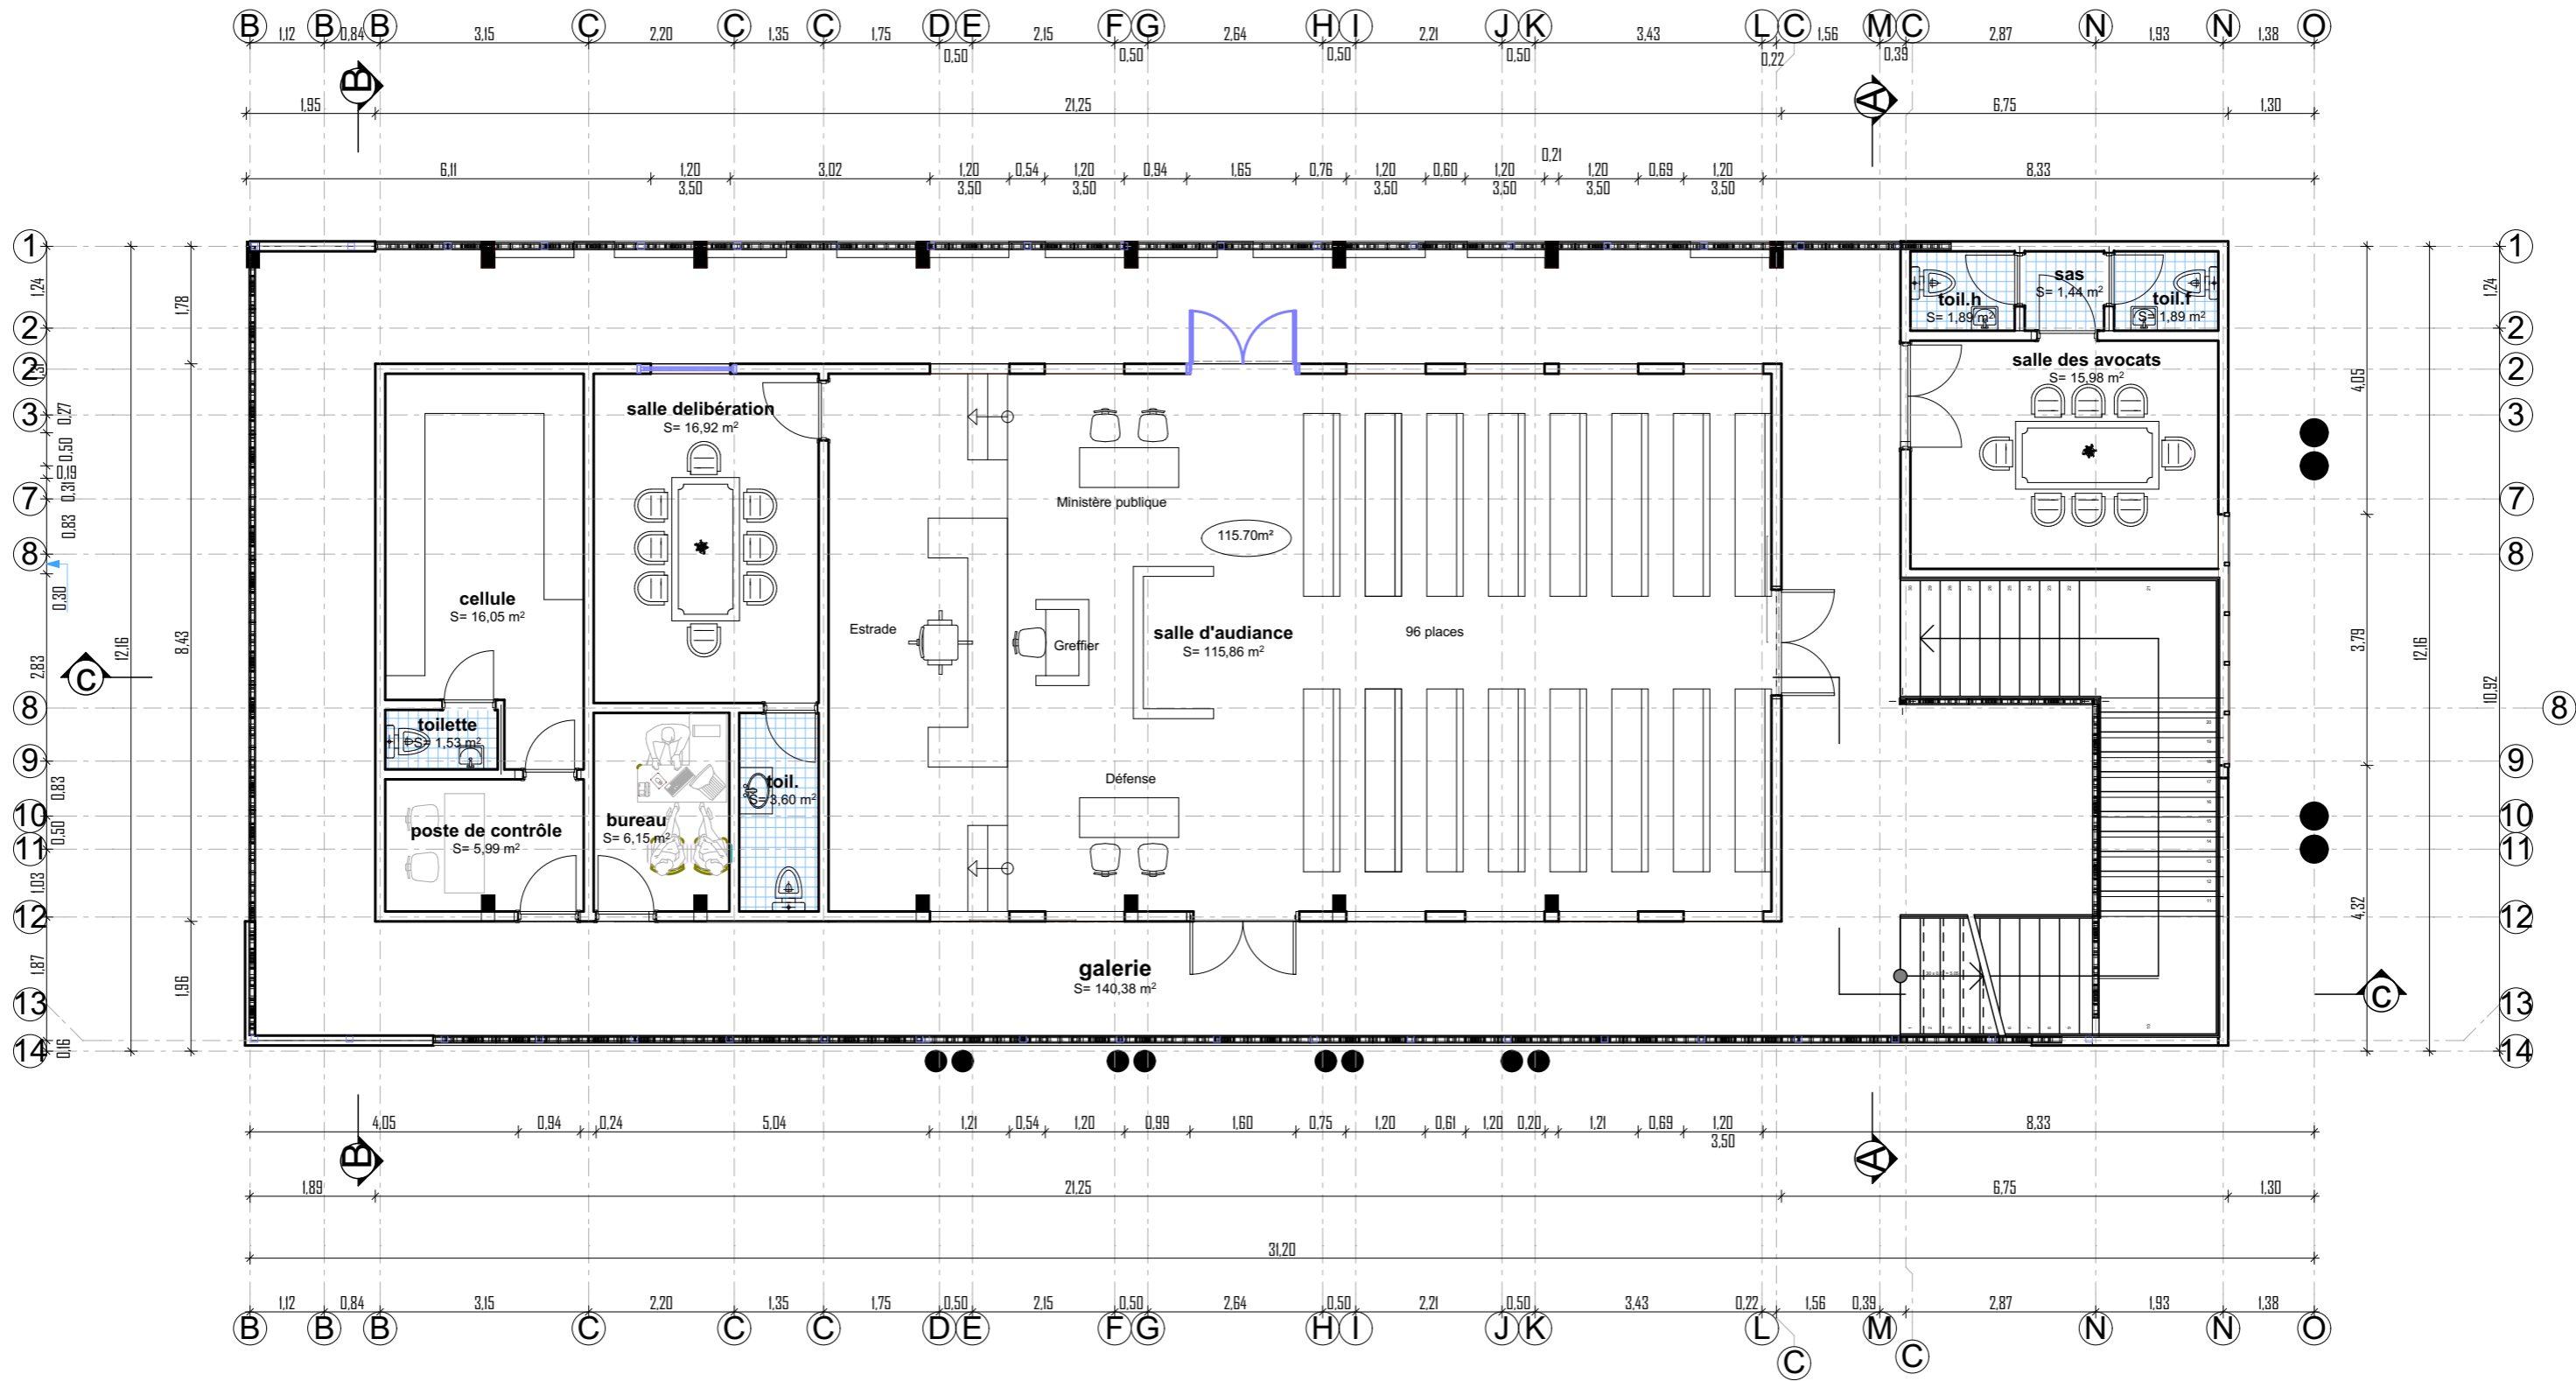 B B B C C C D E F G H I J K L C M C N N O
1,12 0,84 3,15 2,20 1,35 1,75 0,50 2,15 0,50 2,64 0,50 2,21 0,50 3,43 0,22 1,56 0,39 2,87 1,93 1,38
B A
1,95 21,25 6,75 1,30
6,11 1,20 3,02 1,20 0,54 1,20 0,94 1,65 0,76 1,20 0,60 1,20 0,21 1,20 0,69 1,20 8,33
3,50 3,50 3,50 3,50 3,50 3,50 3,50
1 1
2 2
2 2
3 3
7 7
8 8
8 8
9 9
10 10
11 11
12 12
13 13
14 14
1,24
0,27
0,50
0,19
0,31
0,83
0,30
2,83
0,83
0,50
1,03
1,87
0,16
12,16
1,78
8,43
1,96
C
sas
S= 1,44 m²
toil.h
S= 1,89 m²
toil.f
S= 1,89 m²
salle des avocats
S= 15,98 m²
salle delibération
S= 16,92 m²
Ministère publique
115.70m²
cellule
S= 16,05 m²
Estrade
Greffier
salle d'audiance
S= 115,86 m²
96 places
toilette
S= 1,53 m²
Défense
toil.
S= 3,60 m²
poste de contrôle
S= 5,99 m²
bureau
S= 6,15 m²
galerie
S= 140,38 m²
1,24
4,05
3,79
4,32
12,16
10,92
C
4,05 0,94 0,24 5,04 1,21 0,54 1,20 0,99 1,60 0,75 1,20 0,61 1,20 0,20 1,21 0,69 1,20 8,33
3,50
B A
1,89 21,25 6,75 1,30
31,20
1,12 0,84 3,15 2,20 1,35 1,75 0,50 2,15 0,50 2,64 0,50 2,21 0,50 3,43 0,22 1,56 0,39 2,87 1,93 1,38
B B B C C C D E F G H I J K L C M C N N O